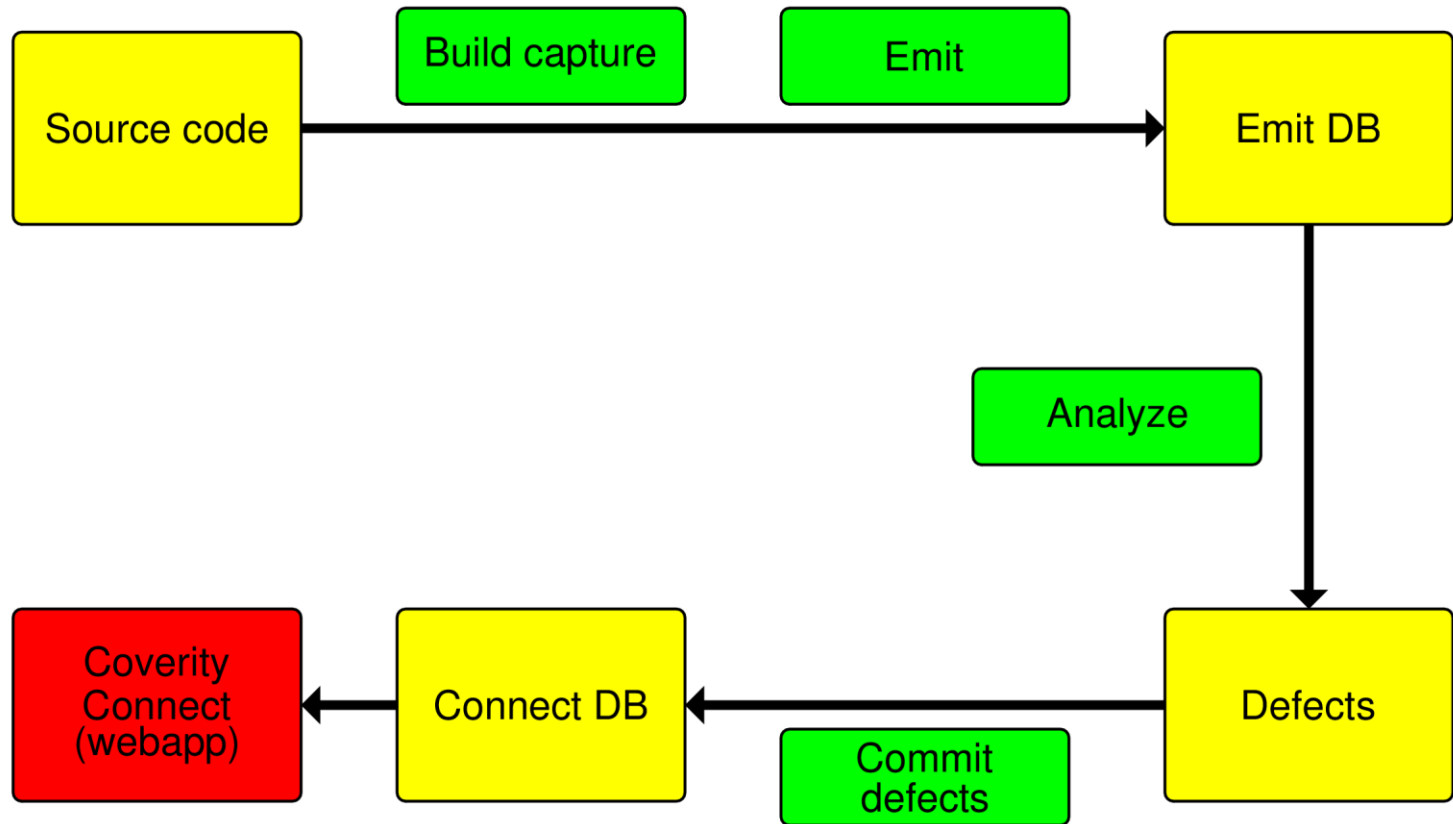 Build capture
Emit
Source code
Emit DB
Analyze
Coverity
Connect
(webapp)
Connect DB
Defects
Commit
defects